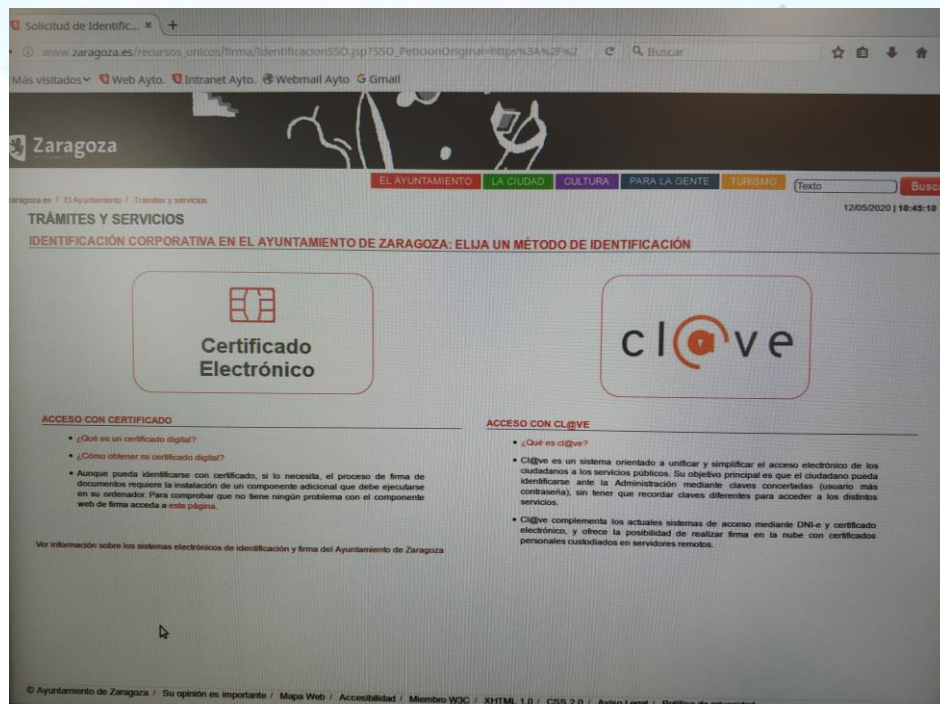 Solicitud de Identific... × +
www.zaragoza.es/recursos_unicos/firma/IdentificacionSSO.jsp?SSO_PeticionOriginal=https%3A%2F%2 Buscar
Más visitados Web Ayto. Intranet Ayto. Webmail Ayto G Gmail
Zaragoza
EL AYUNTAMIENTO LA CIUDAD CULTURA PARA LA GENTE TURISMO Texto Busc
zaragoza.es / El Ayuntamiento / Trámites y servicios
12/05/2020 | 10:45:10
TRÁMITES Y SERVICIOS
IDENTIFICACIÓN CORPORATIVA EN EL AYUNTAMIENTO DE ZARAGOZA: ELIJA UN MÉTODO DE IDENTIFICACIÓN
Certificado
Electrónico
cl@ve
ACCESO CON CERTIFICADO
• ¿Qué es un certificado digital?
• ¿Cómo obtener mi certificado digital?
• Aunque pueda identificarse con certificado, si lo necesita, el proceso de firma de
documentos requiere la instalación de un componente adicional que debe ejecutarse
en su ordenador. Para comprobar que no tiene ningún problema con el componente
web de firma acceda a esta página.
Ver información sobre los sistemas electrónicos de identificación y firma del Ayuntamiento de Zaragoza
ACCESO CON CL@VE
• ¿Qué es cl@ve?
• Cl@ve es un sistema orientado a unificar y simplificar el acceso electrónico de los
ciudadanos a los servicios públicos. Su objetivo principal es que el ciudadano pueda
identificarse ante la Administración mediante claves concertadas (usuario más
contraseña), sin tener que recordar claves diferentes para acceder a los distintos
servicios.
• Cl@ve complementa los actuales sistemas de acceso mediante DNI-e y certificado
electrónico, y ofrece la posibilidad de realizar firma en la nube con certificados
personales custodiados en servidores remotos.
© Ayuntamiento de Zaragoza / Su opinión es importante / Mapa Web / Accesibilidad / Miembro W3C / XHTML 1.0 / CSS 2.0 / Aviso Legal / Política de privacidad